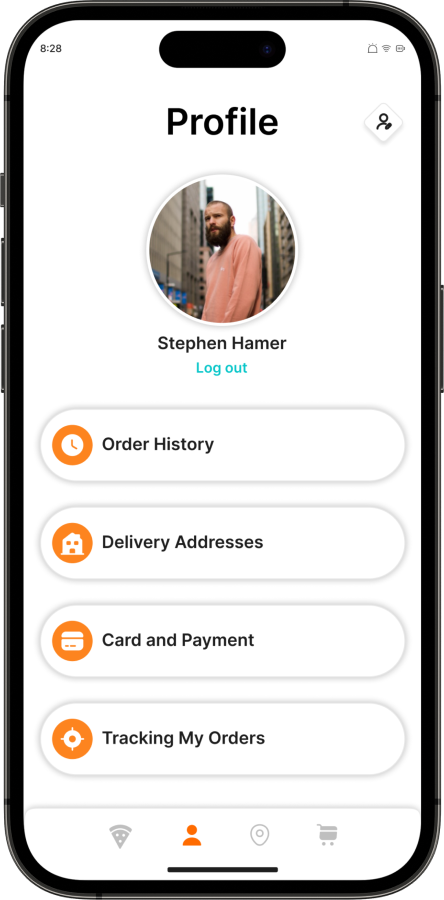 8:28
Profile
Stephen Hamer
Log out
Order History
Delivery Addresses
Card and Payment
Tracking My Orders